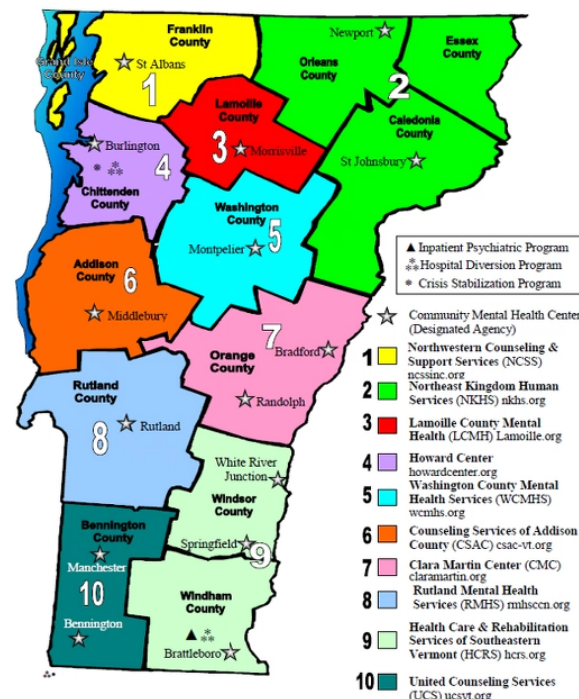 Franklin
County
St Albans
Grand Isle
County
1
Newport
Orleans
County
Essex
County
2
Lamoille
County
3
Morrisville
Caledonia
County
St Johnsbury
Burlington
4
Chittenden
County
Washington
County
5
Montpelier
Addison
County
6
Middlebury
7
Orange
County
Bradford
Randolph
Rutland
County
8
Rutland
White River
Junction
Windsor
County
Springfield
9
Bennington
County
Manchester
10
Bennington
Windham
County
Brattleboro
Inpatient Psychiatric Program
Hospital Diversion Program
Crisis Stabilization Program
Community Mental Health Center
(Designated Agency)
1 Northwestern Counseling &
Support Services (NCSS)
ncssinc.org
2 Northeast Kingdom Human
Services (NKHS) nkhs.org
3 Lamoille County Mental
Health (LCMH) Lamoille.org
4 Howard Center
howardcenter.org
5 Washington County Mental
Health Services (WCMHS)
wcmhs.org
6 Counseling Services of Addison
County (CSAC) csac-vt.org
7 Clara Martin Center (CMC)
claramartin.org
8 Rutland Mental Health
Services (RMHS) rmhsccn.org
9 Health Care & Rehabilitation
Services of Southeastern
Vermont (HCRS) hcrs.org
10 United Counseling Services
(UCS) ucsvt.org